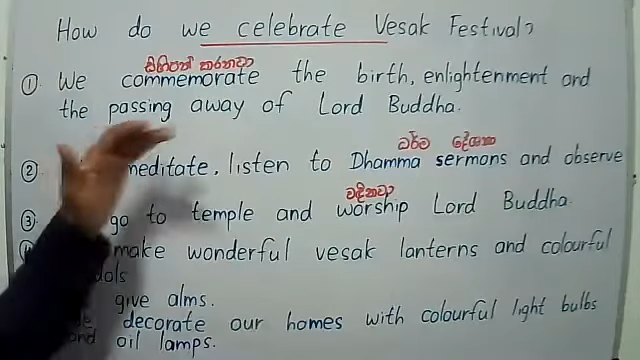 How do we celebrate Vesak Festival?
සිහිපත් කරනවා
① We commemorate the birth, enlightenment and
the passing away of Lord Buddha.
ධර්ම දේශනා
② meditate, listen to Dhamma sermons and observe
වඳිනවා
③ go to temple and worship Lord Buddha.
make wonderful vesak lanterns and colourful
give alms.
decorate our homes with colourful light bulbs
and oil lamps.